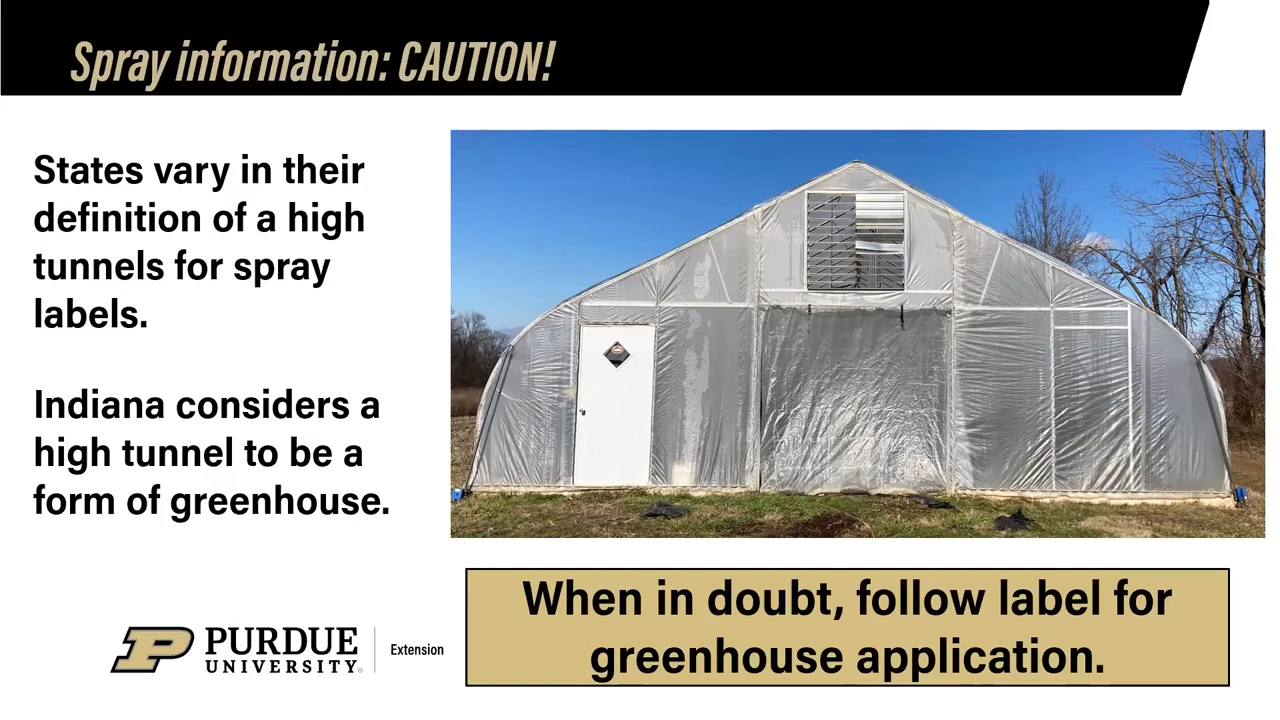 Spray information: CAUTION!
States vary in their
definition of a high
tunnels for spray
labels.
Indiana considers a
high tunnel to be a
form of greenhouse.
When in doubt, follow label for
greenhouse application.
PURDUE
UNIVERSITY®
Extension